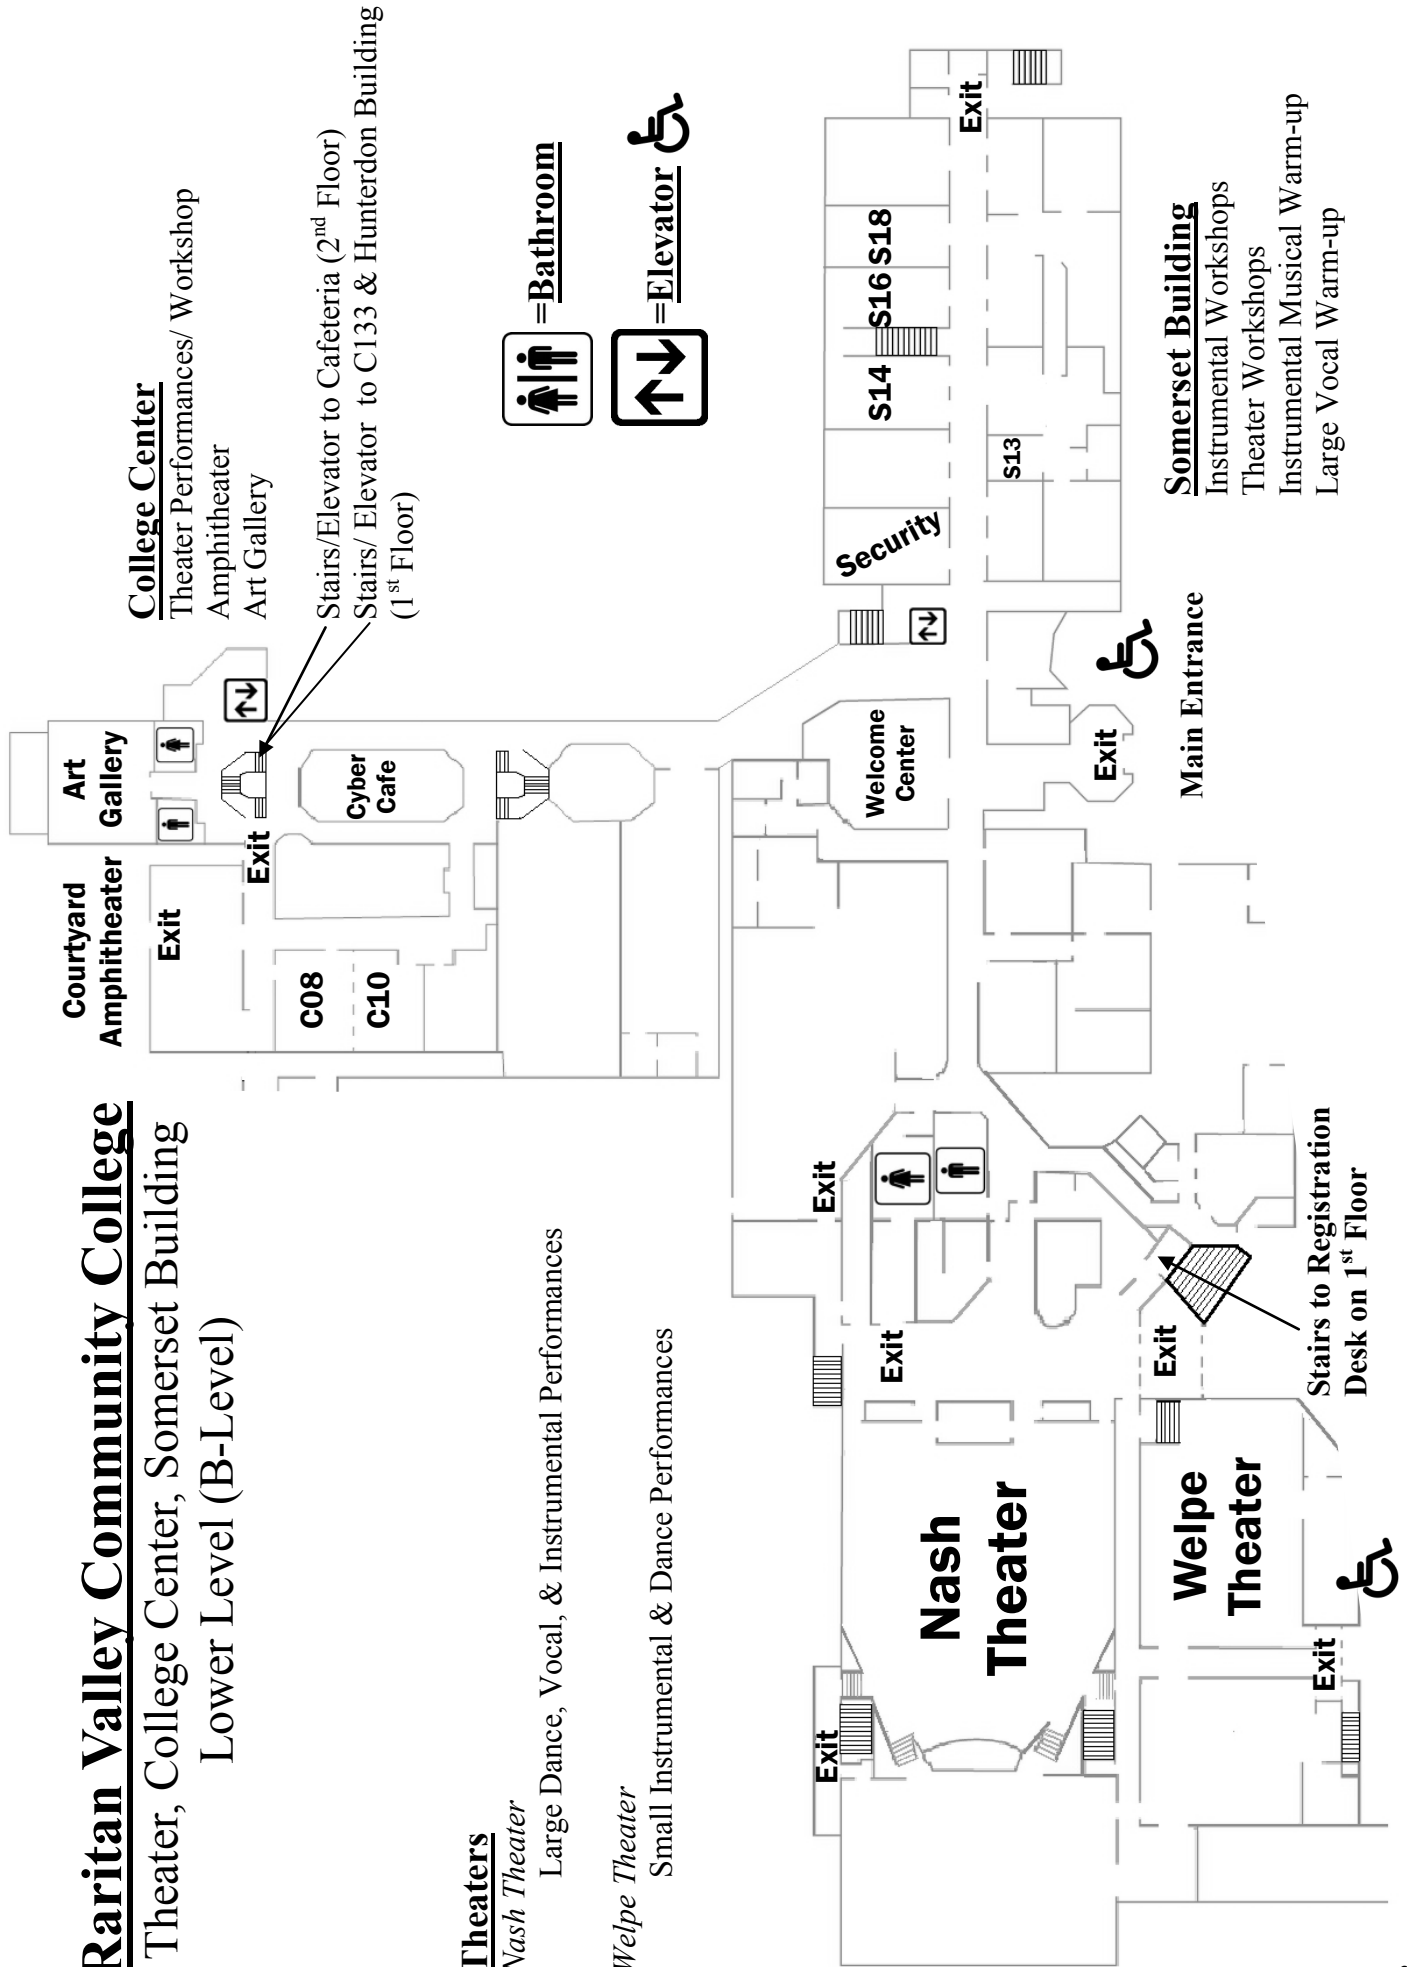 Raritan Valley Community College
Theater, College Center, Somerset Building
Lower Level (B-Level)
College Center
Theater Performances/ Workshop
Amphitheater
Art Gallery
Stairs/Elevator to Cafeteria (2nd Floor)
Stairs/ Elevator to C133 & Hunterdon Building
(1st Floor)
=Bathroom
=Elevator
Theaters
Nash Theater
Large Dance, Vocal, & Instrumental Performances
Welpe Theater
Small Instrumental & Dance Performances
Courtyard
Amphitheater
Art
Gallery
Exit
Exit
C08
C10
Cyber
Cafe
Exit
Exit
Exit
Nash
Theater
Welpe
Theater
Exit
Exit
Stairs to Registration
Desk on 1st Floor
Welcome
Center
Exit
Main Entrance
Security
S13
S14
S16
S18
Exit
Somerset Building
Instrumental Workshops
Theater Workshops
Instrumental Musical Warm-up
Large Vocal Warm-up